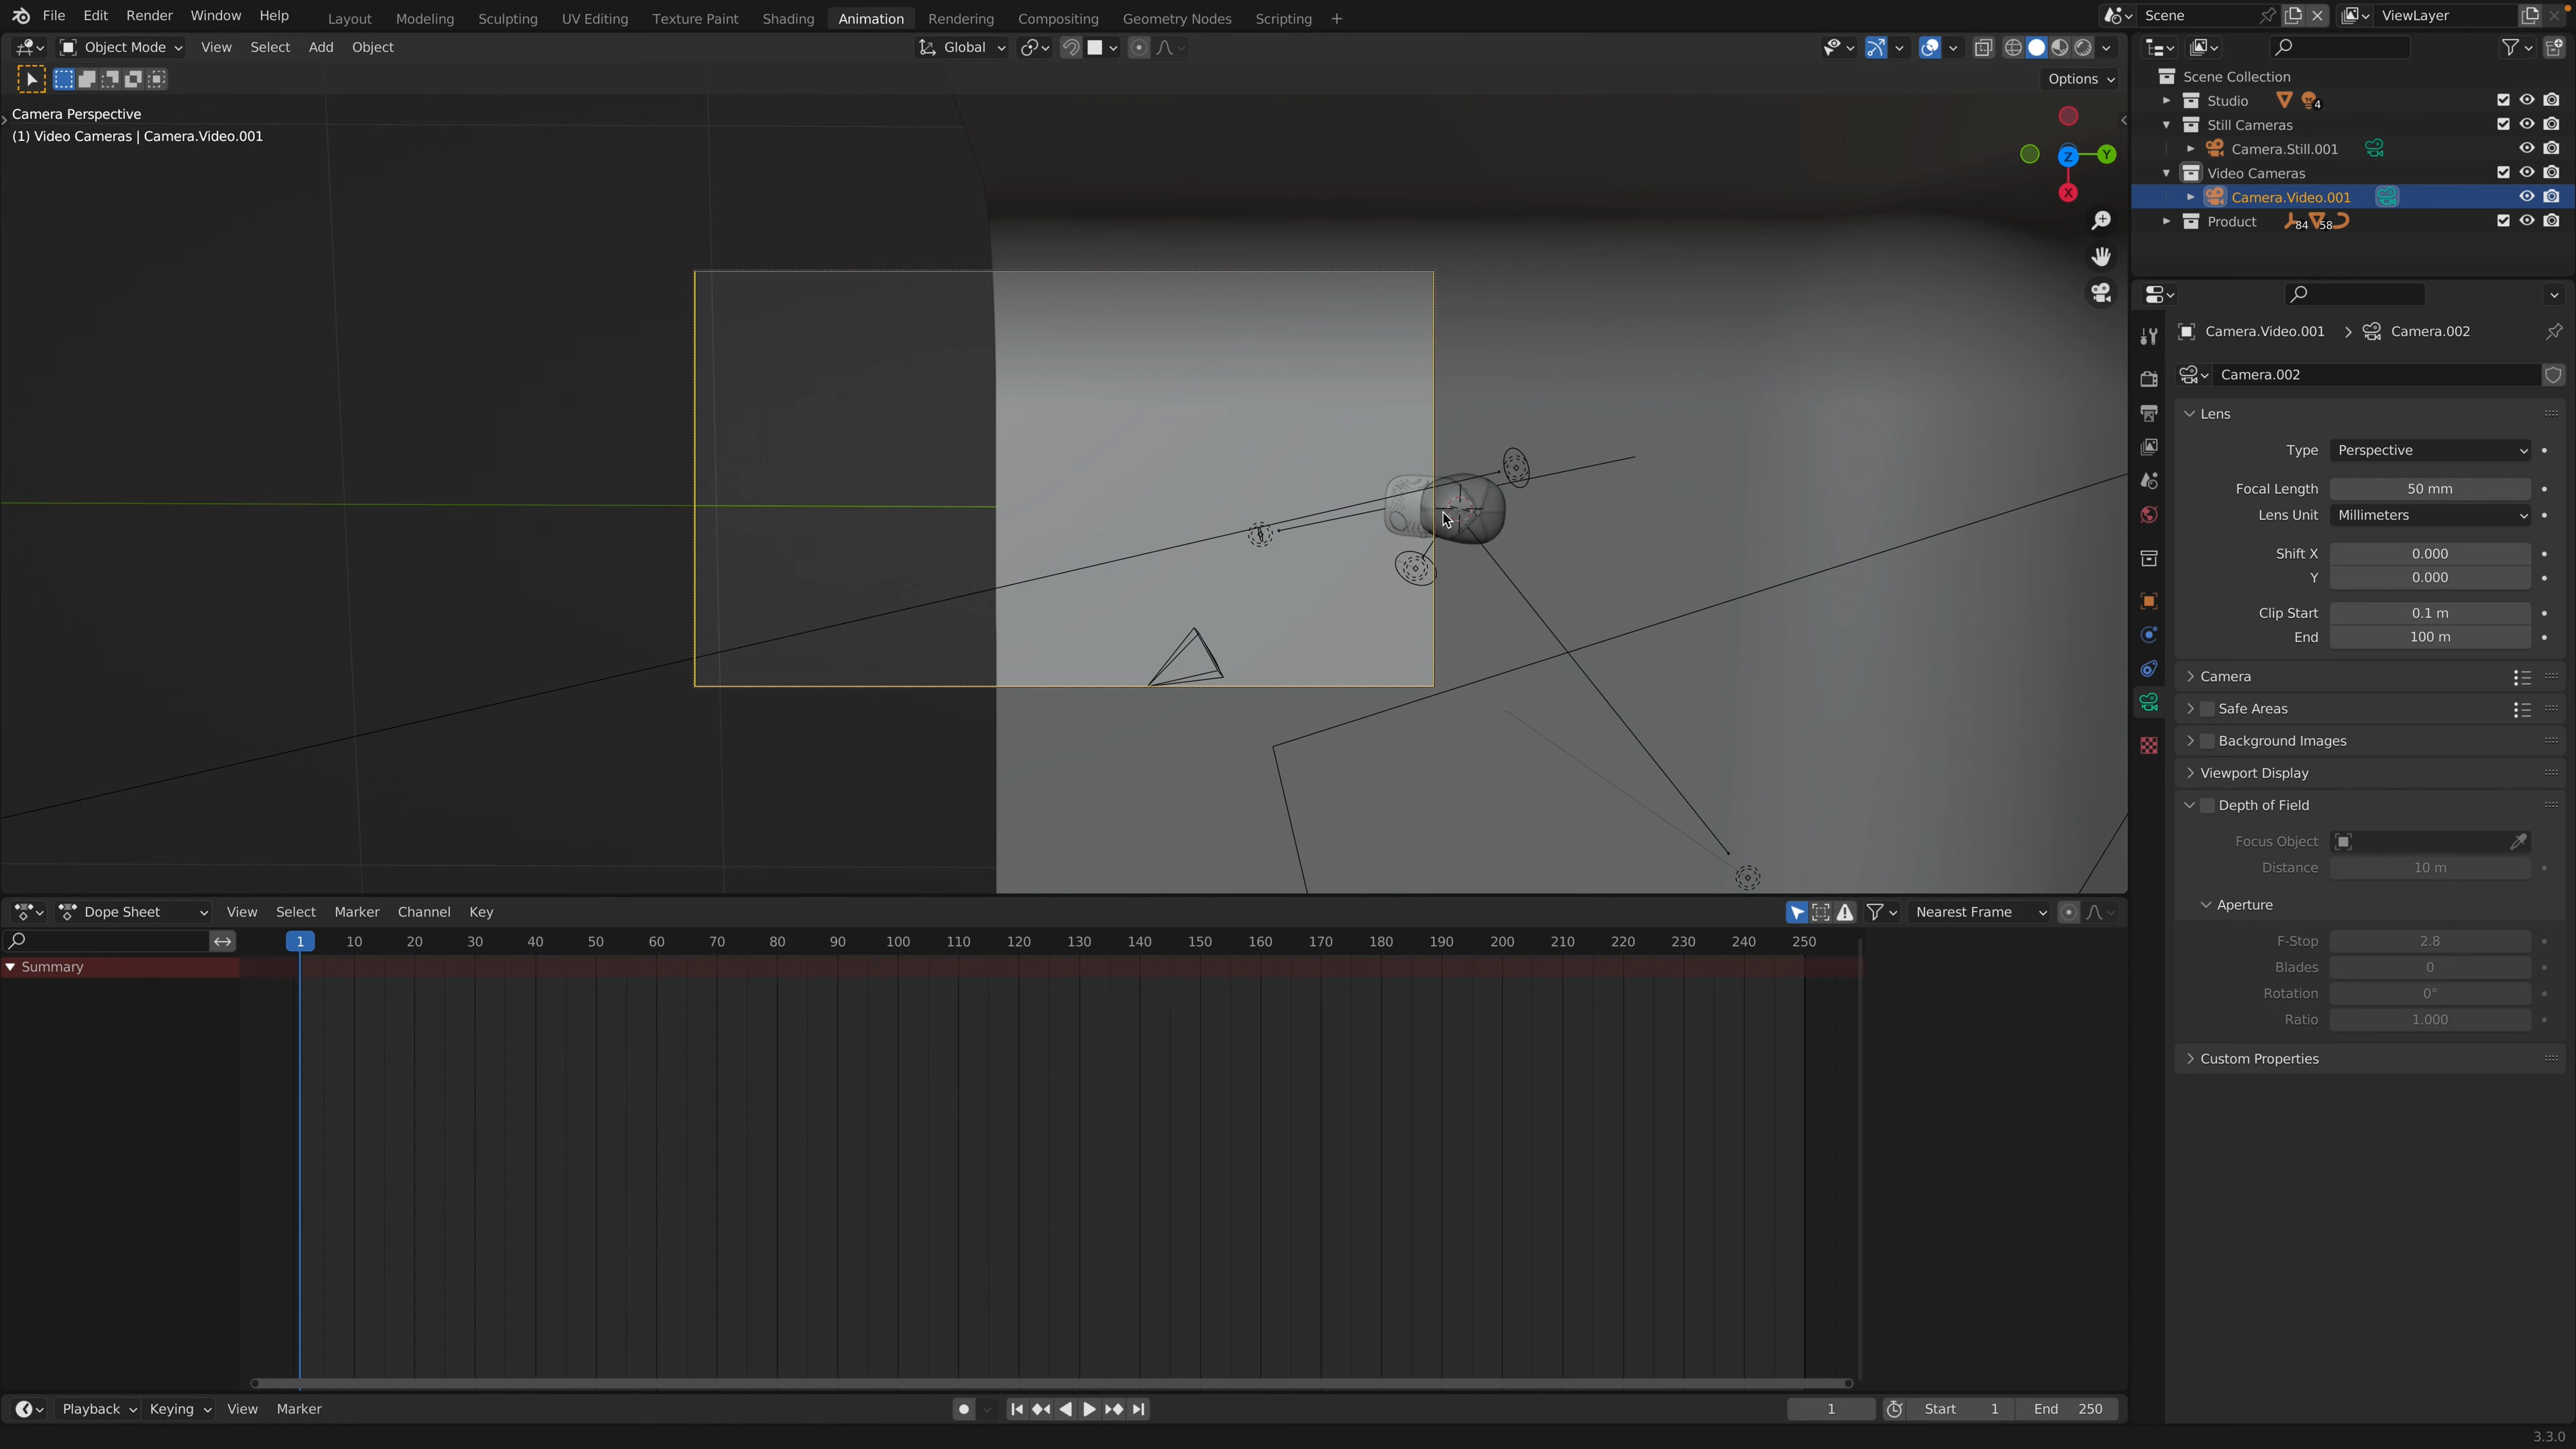 File Edit Render Window Help Layout Modeling Sculpting UV Editing Texture Paint Shading Animation Rendering Compositing Geometry Nodes Scripting + Scene ViewLayer
Object Mode View Select Add Object Global
Options
Camera Perspective
(1) Video Cameras | Camera.Video.001
X
Y
Z
Scene Collection
Studio 4
Still Cameras
Camera.Still.001
Video Cameras
Camera.Video.001
Product 84 58
Camera.Video.001 > Camera.002
Camera.002
Lens
Type Perspective
Focal Length 50 mm
Lens Unit Millimeters
Shift X 0.000
Y 0.000
Clip Start 0.1 m
End 100 m
Camera
Safe Areas
Background Images
Viewport Display
Depth of Field
Focus Object
Distance 10 m
Aperture
F-Stop 2.8
Blades 0
Rotation 0°
Ratio 1.000
Custom Properties
Dope Sheet View Select Marker Channel Key Nearest Frame
1 10 20 30 40 50 60 70 80 90 100 110 120 130 140 150 160 170 180 190 200 210 220 230 240 250
Summary
Playback Keying View Marker 1 Start 1 End 250
3.3.0